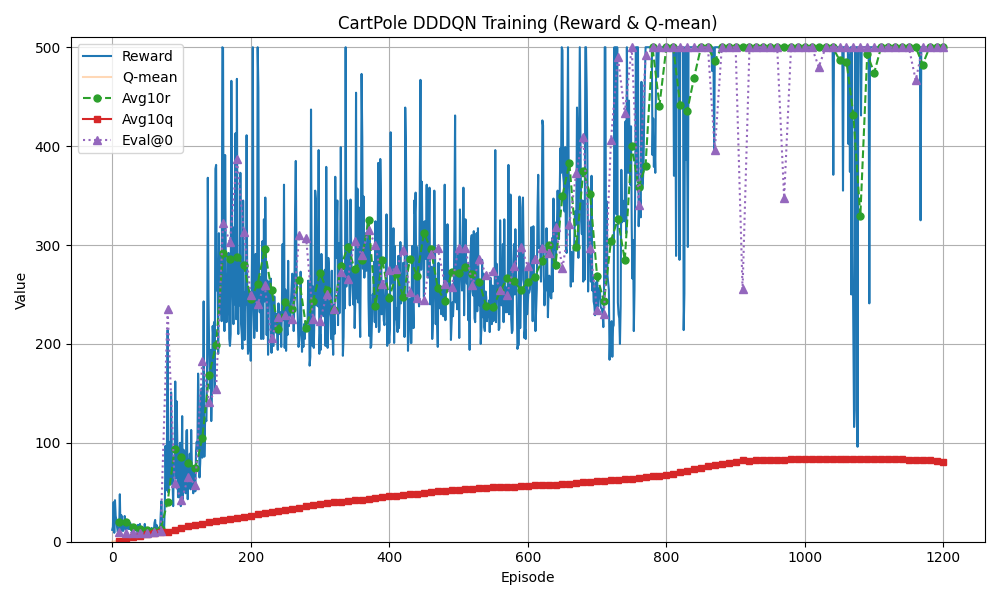 CartPole DDDQN Training (Reward & Q-mean)
Reward
Q-mean
Avg10r
Avg10q
Eval@0
Value
500
400
300
200
100
0
0 200 400 600 800 1000 1200
Episode